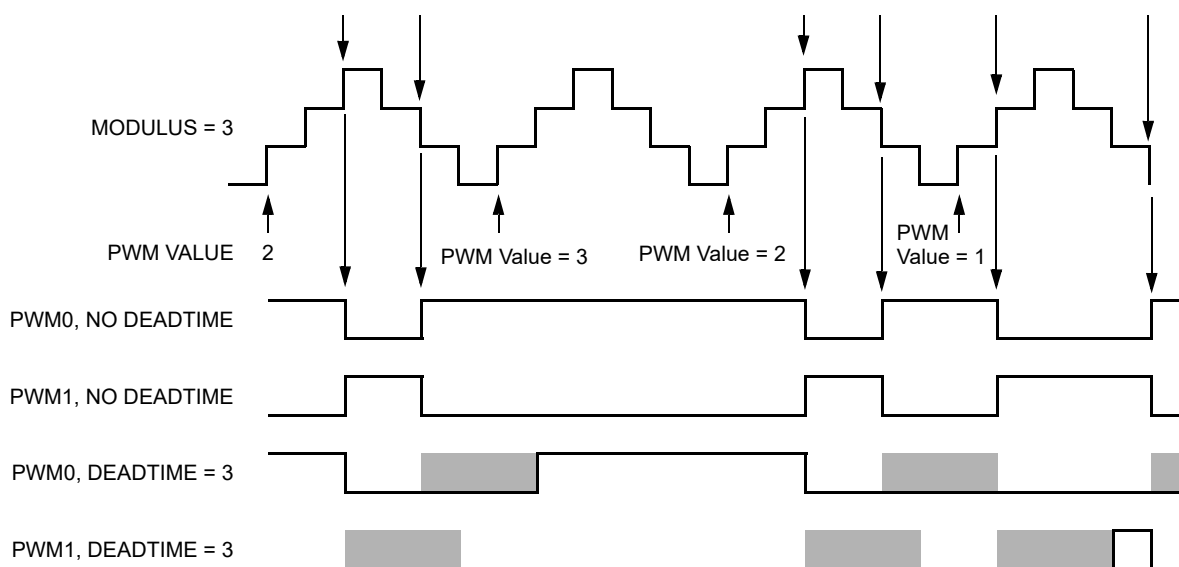 MODULUS = 3
PWM VALUE 2
PWM Value = 3
PWM Value = 2
PWM
Value = 1
PWM0, NO DEADTIME
PWM1, NO DEADTIME
PWM0, DEADTIME = 3
PWM1, DEADTIME = 3